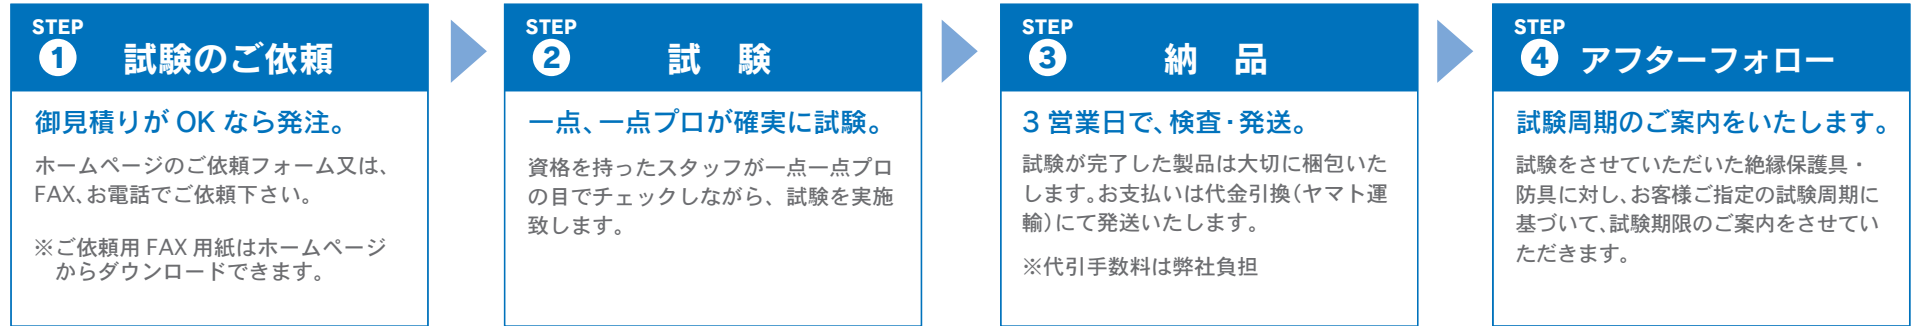 STEP
1 試験のご依頼
御見積りが OK なら発注。
ホームページのご依頼フォーム又は、
FAX、お電話でご依頼下さい。
※ご依頼用 FAX 用紙はホームページ
からダウンロードできます。
STEP
2 試 験
一点、一点プロが確実に試験。
資格を持ったスタッフが一点一点プロ
の目でチェックしながら、試験を実施
致します。
STEP
3 納 品
3 営業日で、検査・発送。
試験が完了した製品は大切に梱包いた
します。お支払いは代金引換(ヤマト運
輸)にて発送いたします。
※代引手数料は弊社負担
STEP
4 アフターフォロー
試験周期のご案内をいたします。
試験をさせていただいた絶縁保護具・
防具に対し、お客様ご指定の試験周期に
基づいて、試験期限のご案内をさせてい
ただきます。